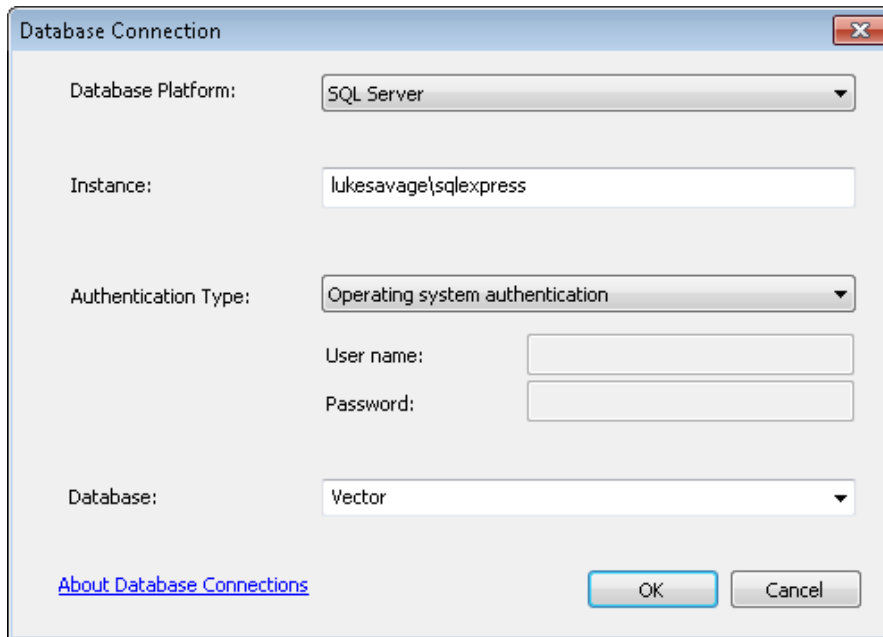 Database Connection
Database Platform: SQL Server
Instance: lukesavage\sqlexpress
Authentication Type: Operating system authentication
User name:
Password:
Database: Vector
About Database Connections OK Cancel